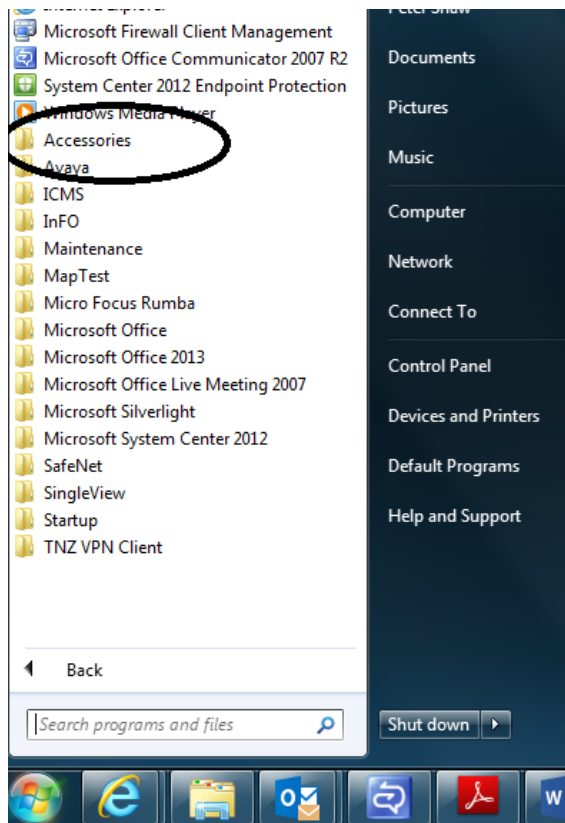 Microsoft Firewall Client Management
Microsoft Office Communicator 2007 R2
System Center 2012 Endpoint Protection
Windows Media Player
Accessories
Avaya
ICMS
InFO
Maintenance
MapTest
Micro Focus Rumba
Microsoft Office
Microsoft Office 2013
Microsoft Office Live Meeting 2007
Microsoft Silverlight
Microsoft System Center 2012
SafeNet
SingleView
Startup
TNZ VPN Client
Back
Search programs and files
Documents
Pictures
Music
Computer
Network
Connect To
Control Panel
Devices and Printers
Default Programs
Help and Support
Shut down